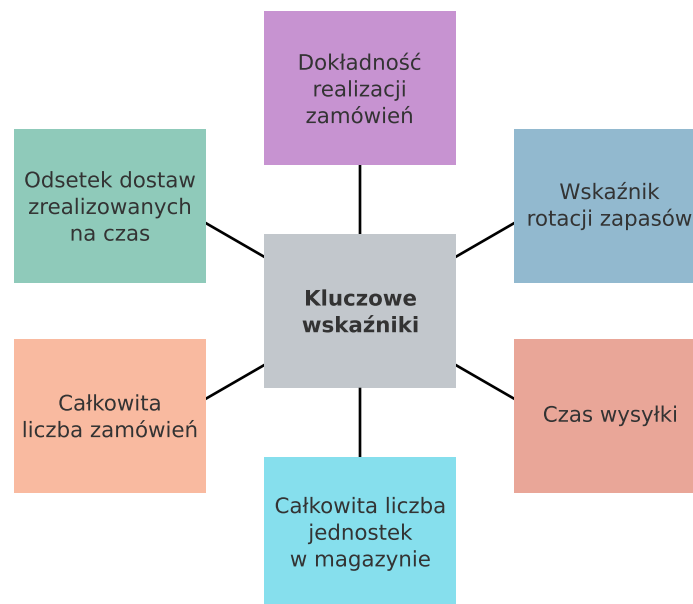 Dokładność
realizacji
zamówień
Odsetek dostaw
zrealizowanych
na czas
Wskaźnik
rotacji zapasów
Kluczowe
wskaźniki
Całkowita
liczba zamówień
Czas wysyłki
Całkowita liczba
jednostek
w magazynie